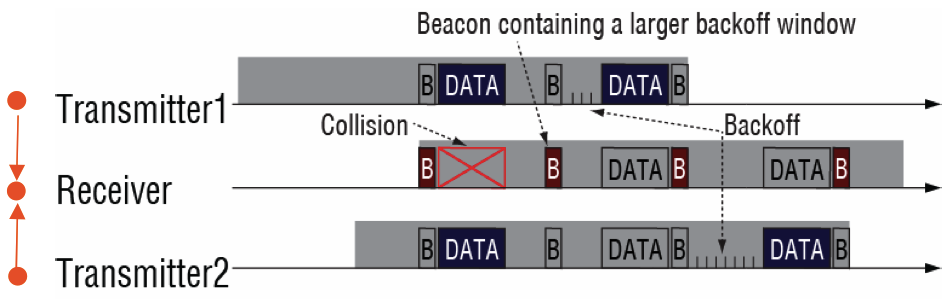 Beacon containing a larger backoff window
B DATA B DATA B
Transmitter1
Collision Backoff
B B DATA B DATA B
Receiver
B DATA B DATA B DATA B
Transmitter2